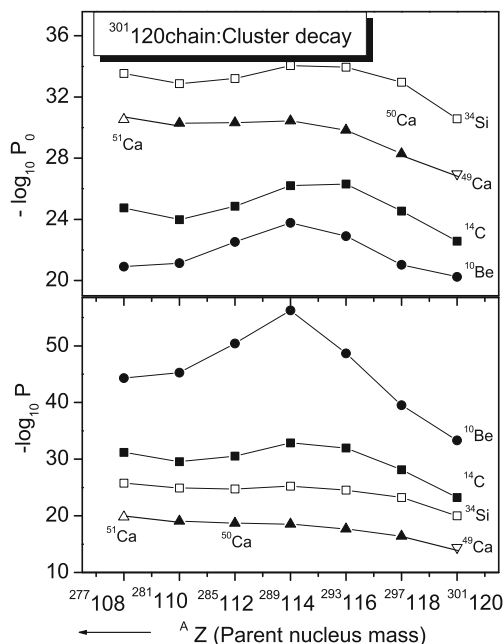 ³⁰¹120chain:Cluster decay
36
32
28
24
20
- log₁₀ P₀
⁵⁰Ca
³⁴Si
⁵¹Ca
⁴⁹Ca
¹⁴C
¹⁰Be
50
40
30
20
10
-log₁₀ P
¹⁰Be
¹⁴C
³⁴Si
⁵¹Ca
⁵⁰Ca
⁴⁹Ca
²⁷⁷108 ²⁸¹110 ²⁸⁵112 ²⁸⁹114 ²⁹³116 ²⁹⁷118 ³⁰¹120
ᴬ Z (Parent nucleus mass)